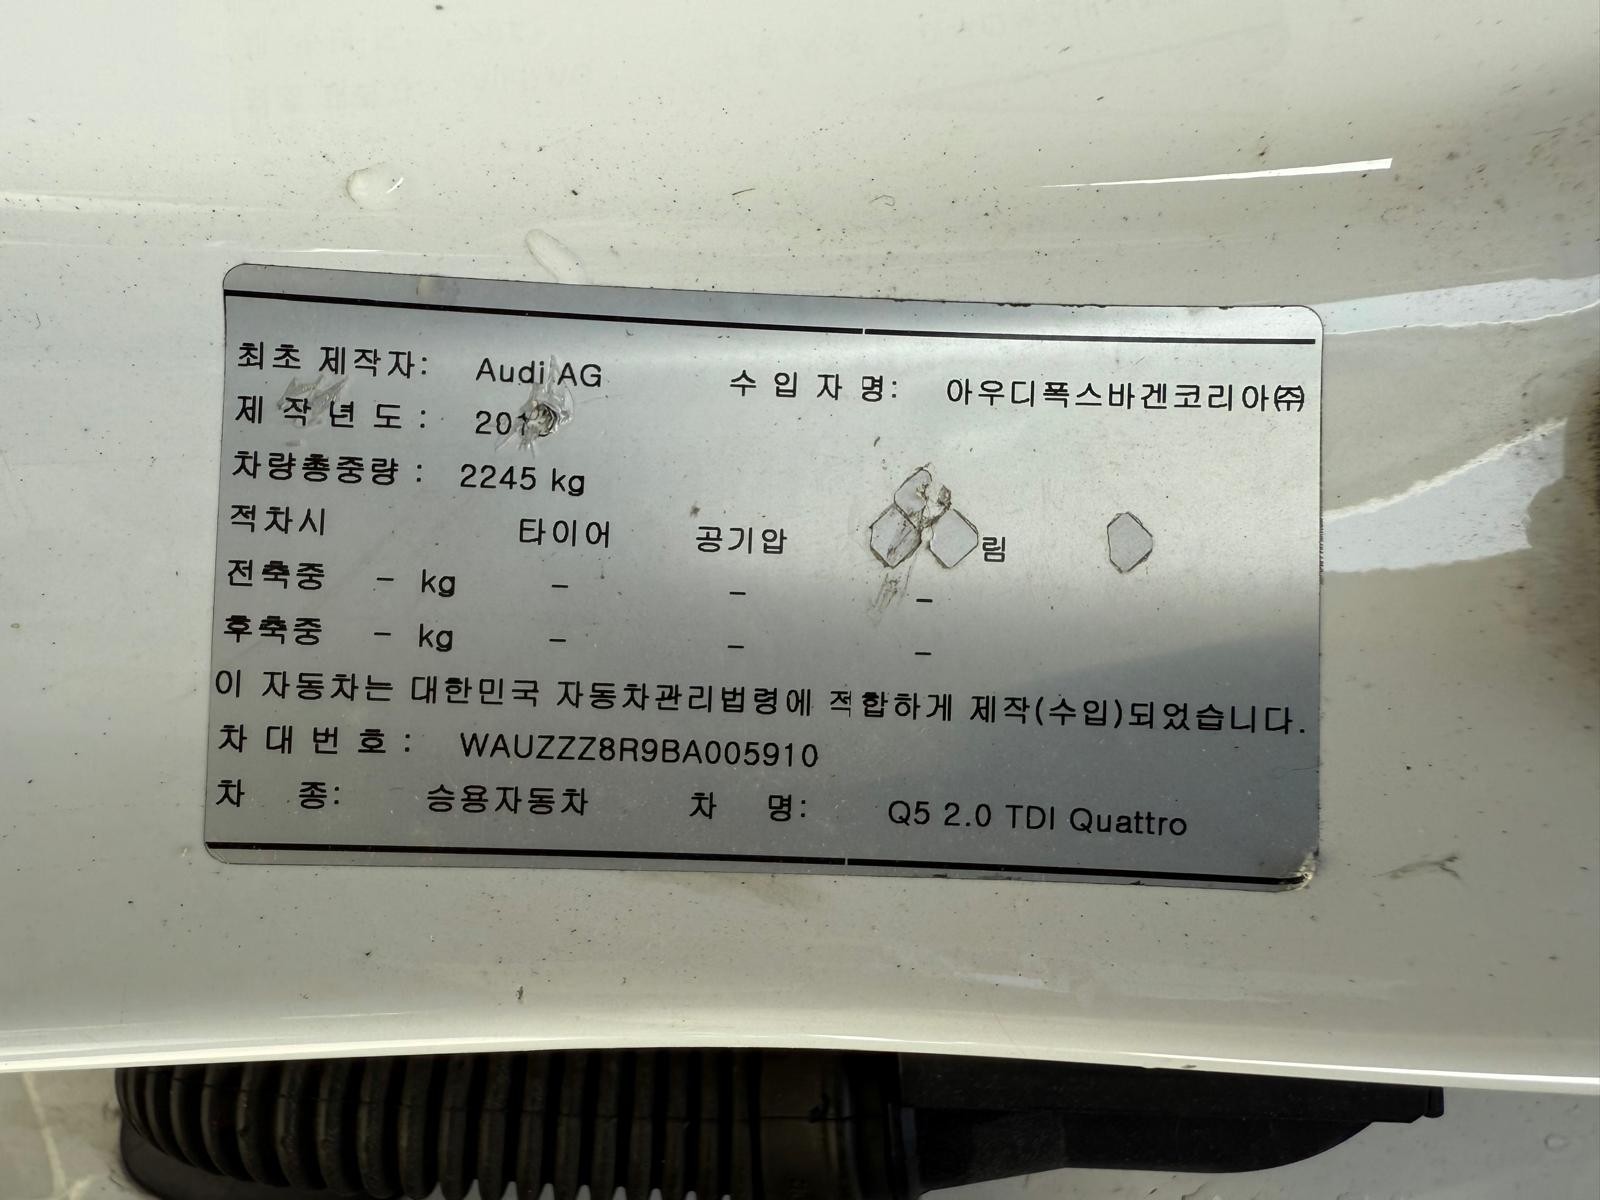 최초 제작자: Audi AG 수 입 자 명: 아우디폭스바겐코리아㈜
제 작 년 도 :
차량총중량 : 2245 kg
적차시 타이어 공기압 림
전축중 - kg - - -
후축중 - kg - - -
이 자동차는 대한민국 자동차관리법령에 적합하게 제작(수입)되었습니다.
차 대 번 호 : WAUZZZ8R9BA005910
차 종: 승용자동차 차 명: Q5 2.0 TDI Quattro